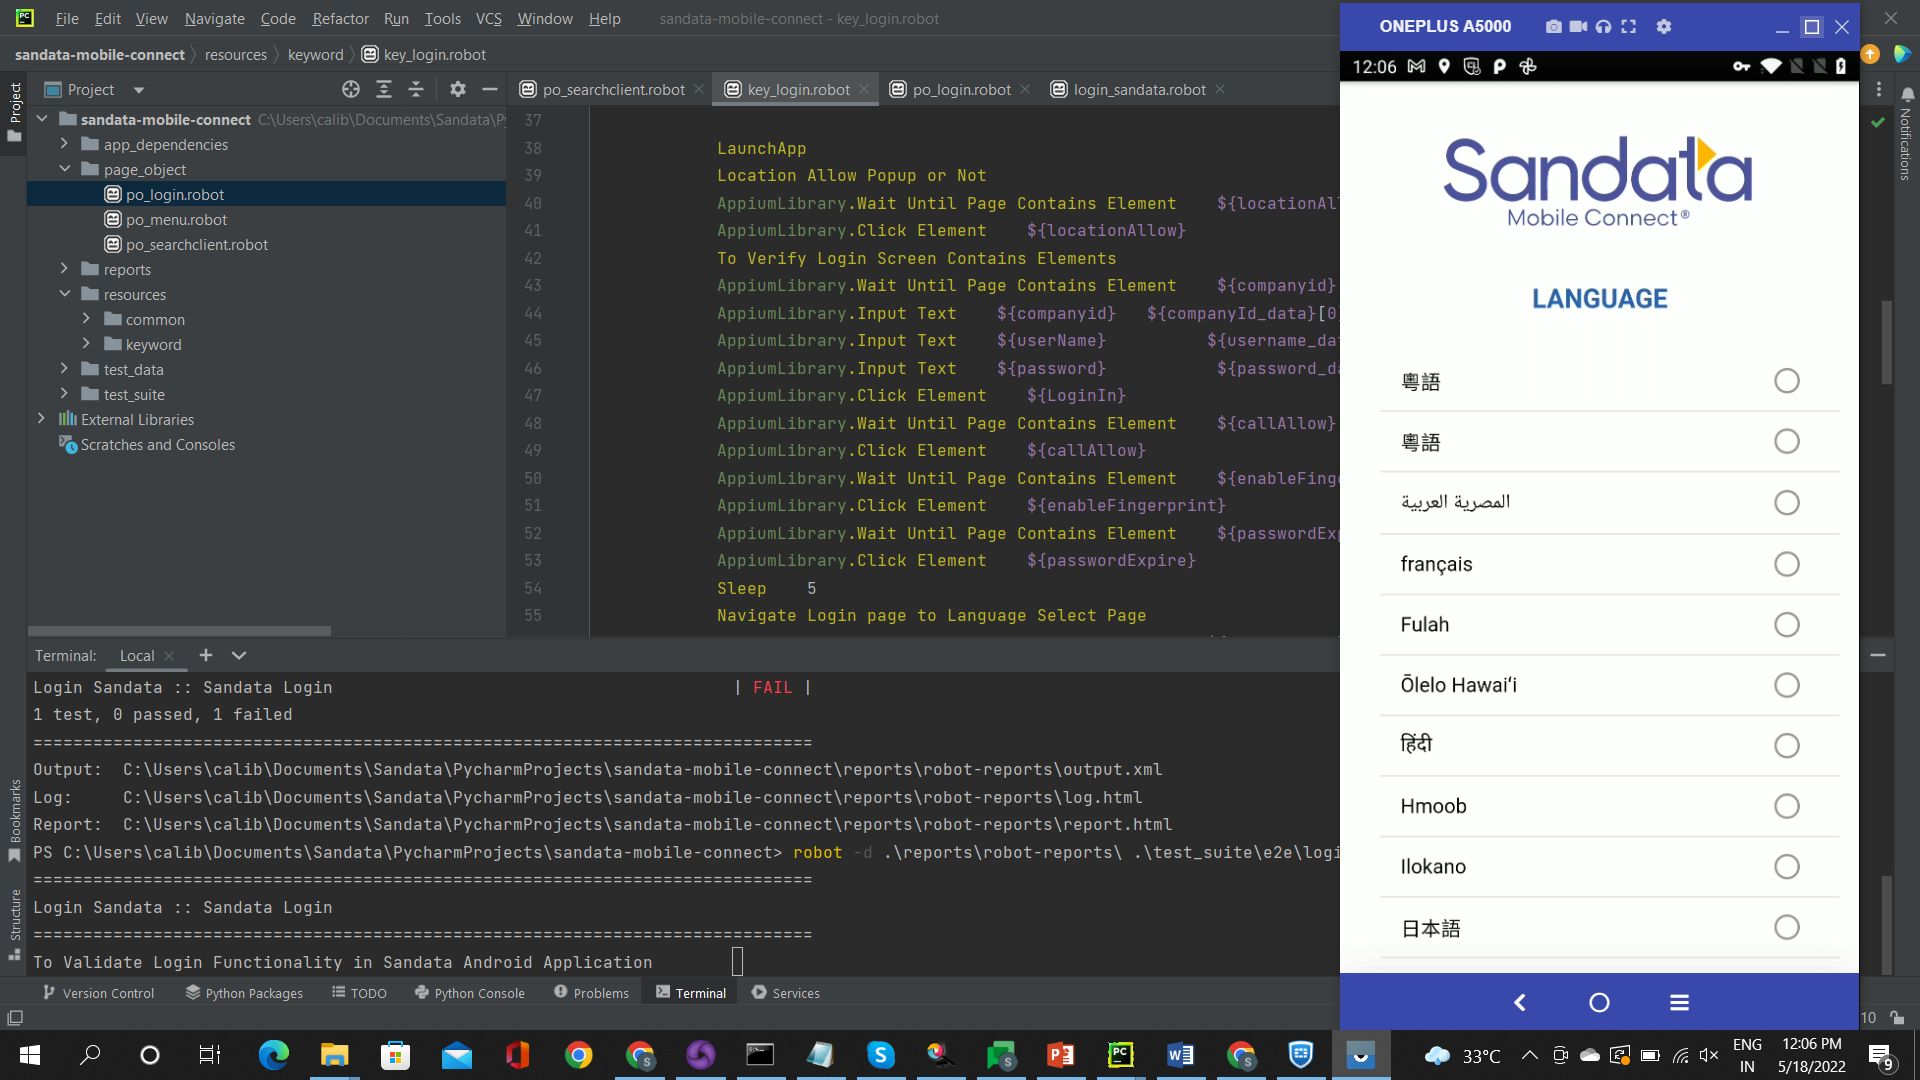 File Edit View Navigate Code Refactor Run Tools VCS Window Help sandata-mobile-connect - key_login.robot
sandata-mobile-connect resources keyword key_login.robot
Project
po_searchclient.robot key_login.robot po_login.robot login_sandata.robot
sandata-mobile-connect C:\Users\calib\Documents\Sandata\Py
app_dependencies
page_object
po_login.robot
po_menu.robot
po_searchclient.robot
reports
resources
common
keyword
test_data
test_suite
External Libraries
Scratches and Consoles
Project
Bookmarks
Structure
Notifications
37
38 LaunchApp
39 Location Allow Popup or Not
40 AppiumLibrary.Wait Until Page Contains Element ${locationAl
41 AppiumLibrary.Click Element ${locationAllow}
42 To Verify Login Screen Contains Elements
43 AppiumLibrary.Wait Until Page Contains Element ${companyid}
44 AppiumLibrary.Input Text ${companyid} ${companyId_data}[0
45 AppiumLibrary.Input Text ${userName} ${username_da
46 AppiumLibrary.Input Text ${password} ${password_d
47 AppiumLibrary.Click Element ${LoginIn}
48 AppiumLibrary.Wait Until Page Contains Element ${callAllow}
49 AppiumLibrary.Click Element ${callAllow}
50 AppiumLibrary.Wait Until Page Contains Element ${enableFing
51 AppiumLibrary.Click Element ${enableFingerprint}
52 AppiumLibrary.Wait Until Page Contains Element ${passwordExp
53 AppiumLibrary.Click Element ${passwordExpire}
54 Sleep 5
55 Navigate Login page to Language Select Page
Terminal: Local
Login Sandata :: Sandata Login | FAIL |
1 test, 0 passed, 1 failed
==============================================================================
Output: C:\Users\calib\Documents\Sandata\PycharmProjects\sandata-mobile-connect\reports\robot-reports\output.xml
Log: C:\Users\calib\Documents\Sandata\PycharmProjects\sandata-mobile-connect\reports\robot-reports\log.html
Report: C:\Users\calib\Documents\Sandata\PycharmProjects\sandata-mobile-connect\reports\robot-reports\report.html
PS C:\Users\calib\Documents\Sandata\PycharmProjects\sandata-mobile-connect> robot -d .\reports\robot-reports\ .\test_suite\e2e\logi
==============================================================================
Login Sandata :: Sandata Login
==============================================================================
To Validate Login Functionality in Sandata Android Application
Version Control Python Packages TODO Python Console Problems Terminal Services
10
ONEPLUS A5000
12:06
Sandata
Mobile Connect®
LANGUAGE
粵語
粵語
المصرية العربية
français
Fulah
Ōlelo Hawaiʻi
हिंदी
Hmoob
Ilokano
日本語
33°C
ENG
IN
12:06 PM
5/18/2022
9